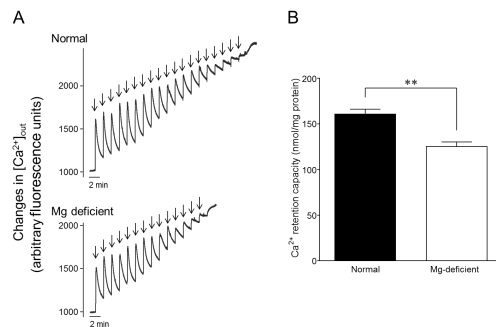 A
Normal
2000
1500
1000
2 min
Mg deficient
2000
1500
1000
2 min
Changes in [Ca²⁺]out
(arbitrary fluorescence units)
B
**
200
150
100
50
0
Ca²⁺ retention capacity (nmol/mg protein)
Normal
Mg-deficient